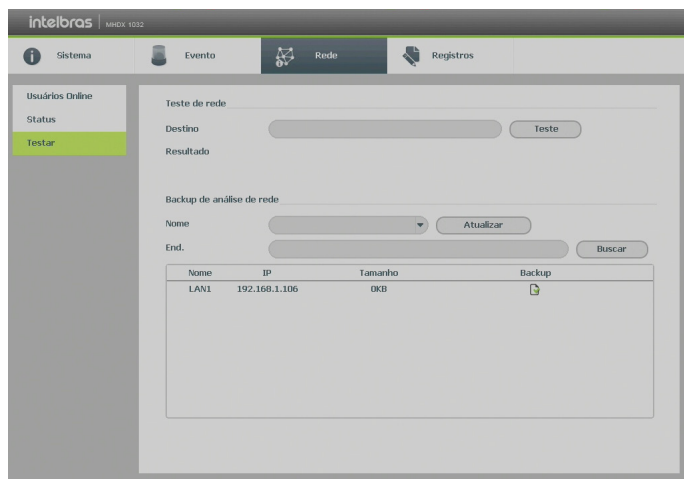 intelbras | MHDX 1032
Sistema Evento Rede Registros
Usuários Online
Status
Testar
Teste de rede
Destino Teste
Resultado
Backup de análise de rede
Nome Atualizar
End. Buscar
Nome IP Tamanho Backup
LAN1 192.168.1.106 0KB